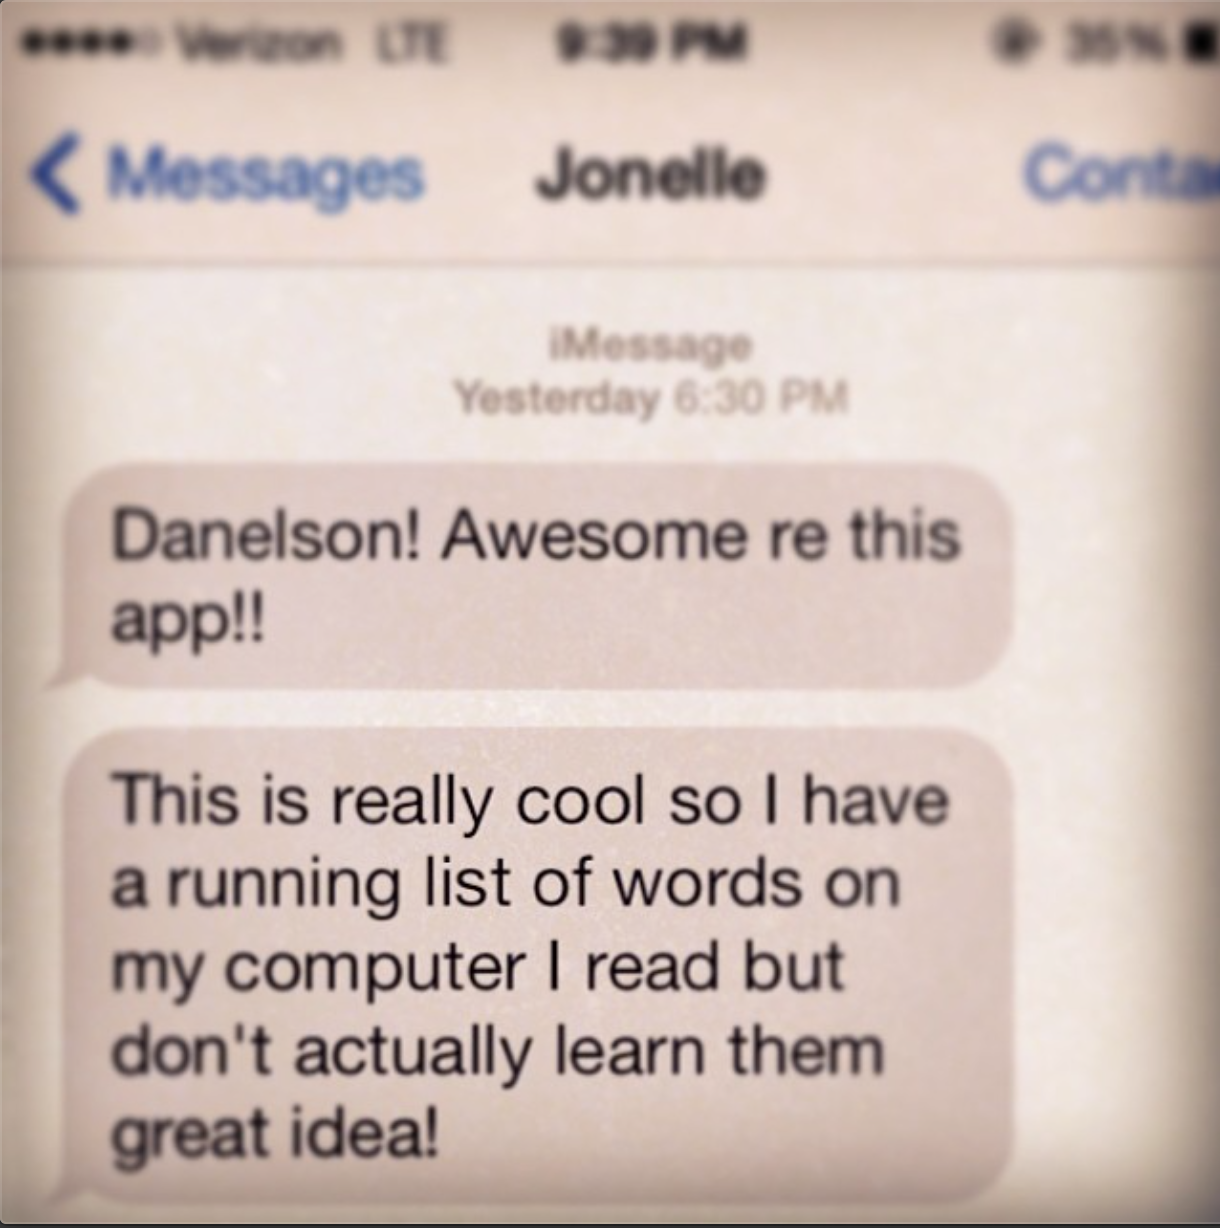 Verizon LTE 9:39 PM 35%
Messages Jonelle
iMessage
Yesterday 6:30 PM
Danelson! Awesome re this
app!!
This is really cool so I have
a running list of words on
my computer I read but
don't actually learn them
great idea!